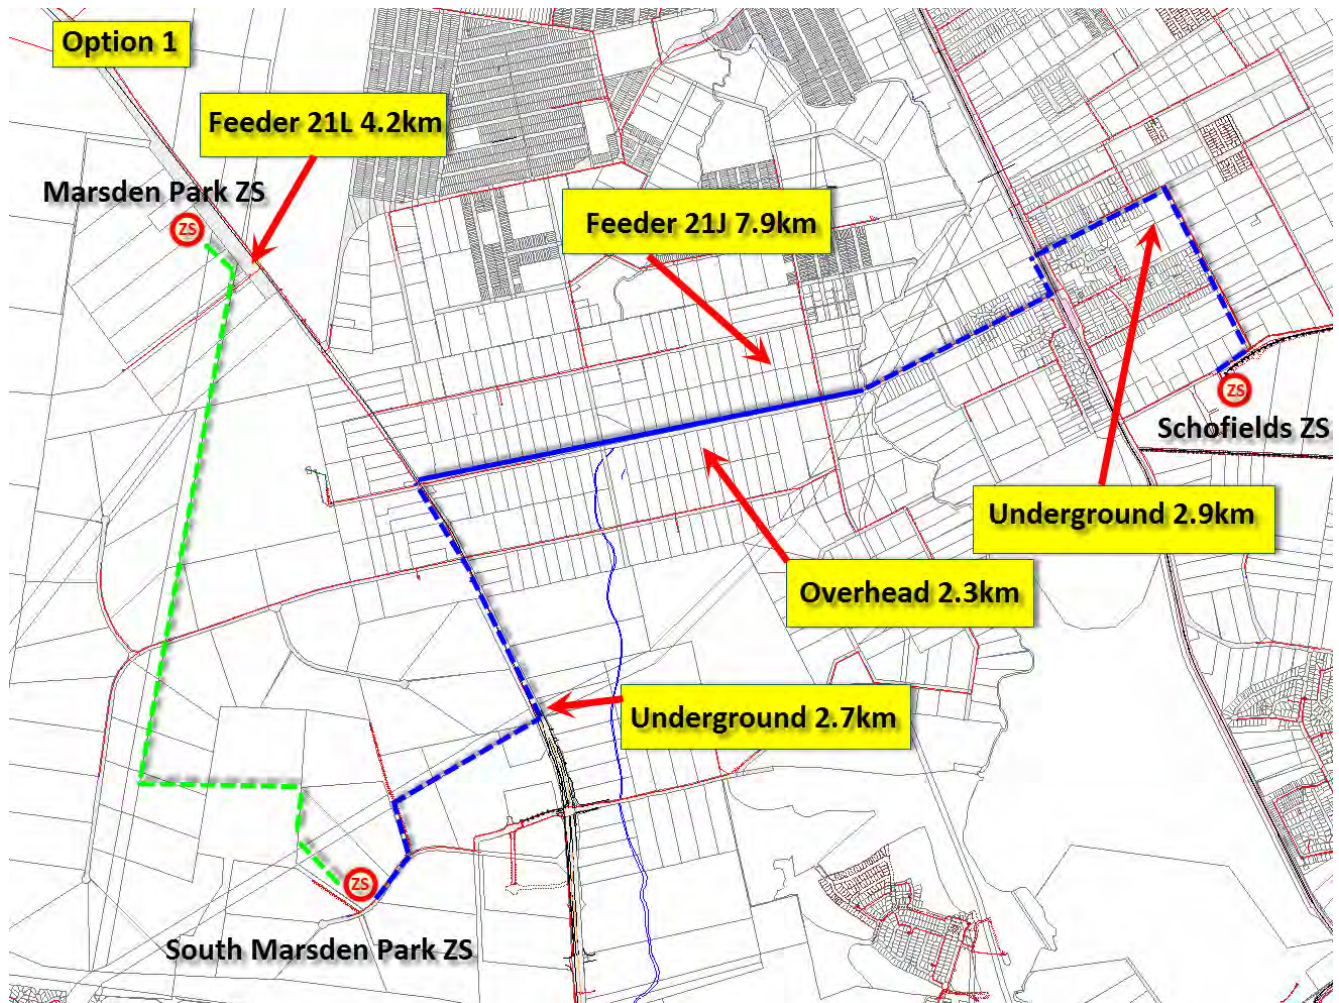 Option 1
Feeder 21L 4.2km
Marsden Park ZS
ZS
Feeder 21J 7.9km
ZS
Schofields ZS
Underground 2.9km
Overhead 2.3km
Underground 2.7km
ZS
South Marsden Park ZS